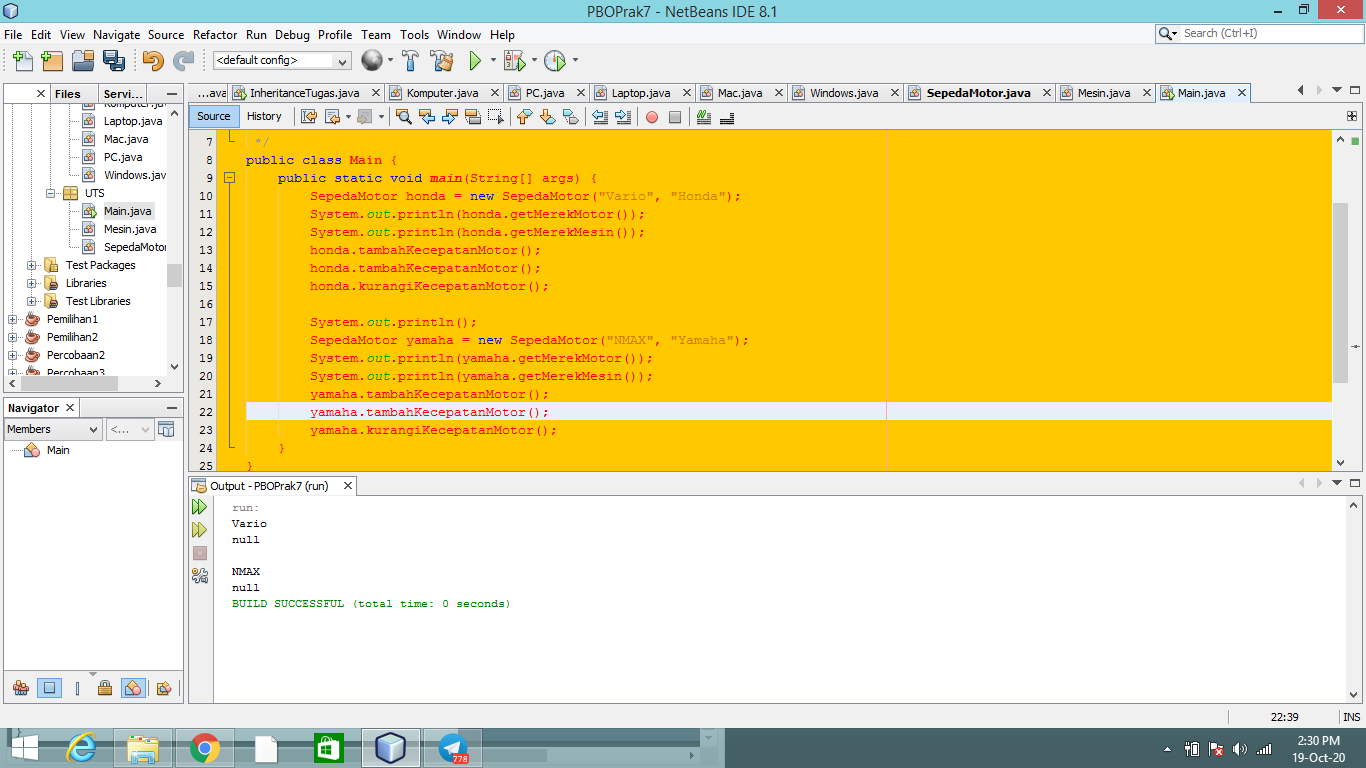 PBOPrak7 - NetBeans IDE 8.1
File Edit View Navigate Source Refactor Run Debug Profile Team Tools Window Help
Search (Ctrl+I)
<default config>
Files Servi...
...ava InheritanceTugas.java Komputer.java PC.java Laptop.java Mac.java Windows.java SepedaMotor.java Mesin.java Main.java
Source History
Komputer.jav
Laptop.java
Mac.java
PC.java
Windows.jav
UTS
Main.java
Mesin.java
SepedaMotor
Test Packages
Libraries
Test Libraries
Pemilihan1
Pemilihan2
Percobaan2
Percobaan3
7 */
8 public class Main {
9 public static void main(String[] args) {
10 SepedaMotor honda = new SepedaMotor("Vario", "Honda");
11 System.out.println(honda.getMerekMotor());
12 System.out.println(honda.getMerekMesin());
13 honda.tambahKecepatanMotor();
14 honda.tambahKecepatanMotor();
15 honda.kurangiKecepatanMotor();
16
17 System.out.println();
18 SepedaMotor yamaha = new SepedaMotor("NMAX", "Yamaha");
19 System.out.println(yamaha.getMerekMotor());
20 System.out.println(yamaha.getMerekMesin());
21 yamaha.tambahKecepatanMotor();
22 yamaha.tambahKecepatanMotor();
23 yamaha.kurangiKecepatanMotor();
24 }
25 }
Navigator
Members <...
Main
Output - PBOPrak7 (run)
run:
Vario
null
NMAX
null
BUILD SUCCESSFUL (total time: 0 seconds)
22:39 INS
778
2:30 PM
19-Oct-20